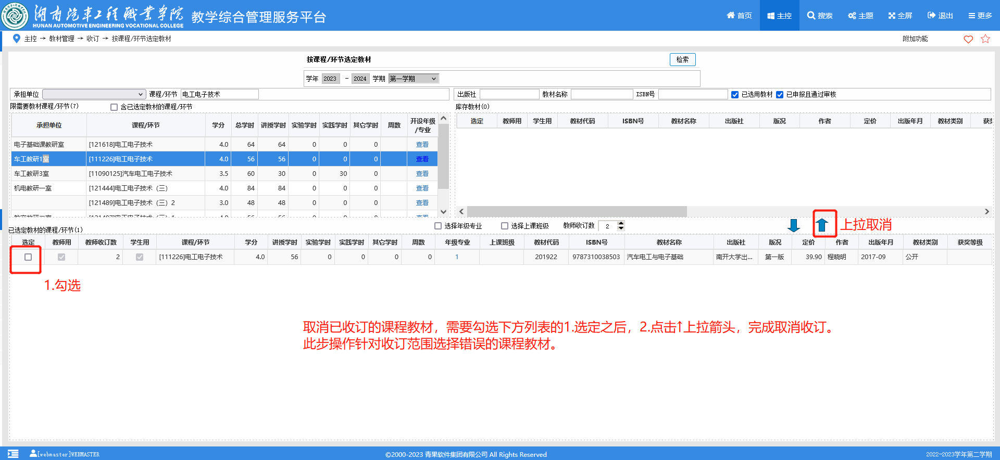 湖南汽车工程职业学院 教学综合管理服务平台
HUNAN AUTOMOTIVE ENGINEERING VOCATIONAL COLLEGE
首页 主控 搜索 主题 全屏 退出 更多
主控 → 教材管理 → 收订 → 按课程/环节选定教材 附加功能
按课程/环节选定教材 检索
学年 2023 - 2024 学期 第一学期
承担单位 课程/环节 电工电子技术 出版社 教材名称 ISBN号 已选用教材 已申报且通过审核
限需要教材课程/环节(7) 含已选定教材的课程/环节 库存教材(0)
承担单位 课程/环节 学分 总学时 讲授学时 实验学时 实践学时 其它学时 周数 开设年级/专业
电子基础课教研室 [121618]电工电子技术 4.0 64 64 0 0 0 查看
车工教研1室 [111226]电工电子技术 4.0 56 56 0 0 0 查看
车工教研3室 [11090125]汽车电工电子技术 3.5 60 30 0 30 0 查看
机电教研一室 [121444]电工电子技术（三） 4.0 84 84 0 0 0 查看
[121489]电工电子技术（三）2 3.0 48 48 0 0 0 查看
选定 教师用 学生用 教材代码 ISBN号 教材名称 出版社 版况 作者 定价 出版年月 教材类别
已选定教材的课程/环节(1) 选择年级专业 选择上课班级 教师收订数 2 上拉取消
选定 教师用 教师收订数 学生用 课程/环节 学分 讲授学时 实验学时 实践学时 其它学时 周数 年级专业 上课班级 教材代码 ISBN号 教材名称 出版社 版况 定价 作者 出版年月 教材类别 获奖等级
2 [111226]电工电子技术 4.0 56 0 0 0 0 1 201922 9787310038503 汽车电工与电子基础 南开大学出... 第一版 39.90 程晓明 2017-09 公开
1.勾选
取消已收订的课程教材，需要勾选下方列表的1.选定之后，2.点击↑上拉箭头，完成取消收订。
此步操作针对收订范围选择错误的课程教材。
[webmaster]WEBMASTER ©2000-2023 青果软件集团有限公司 All Rights Reserved 2022-2023学年第二学期